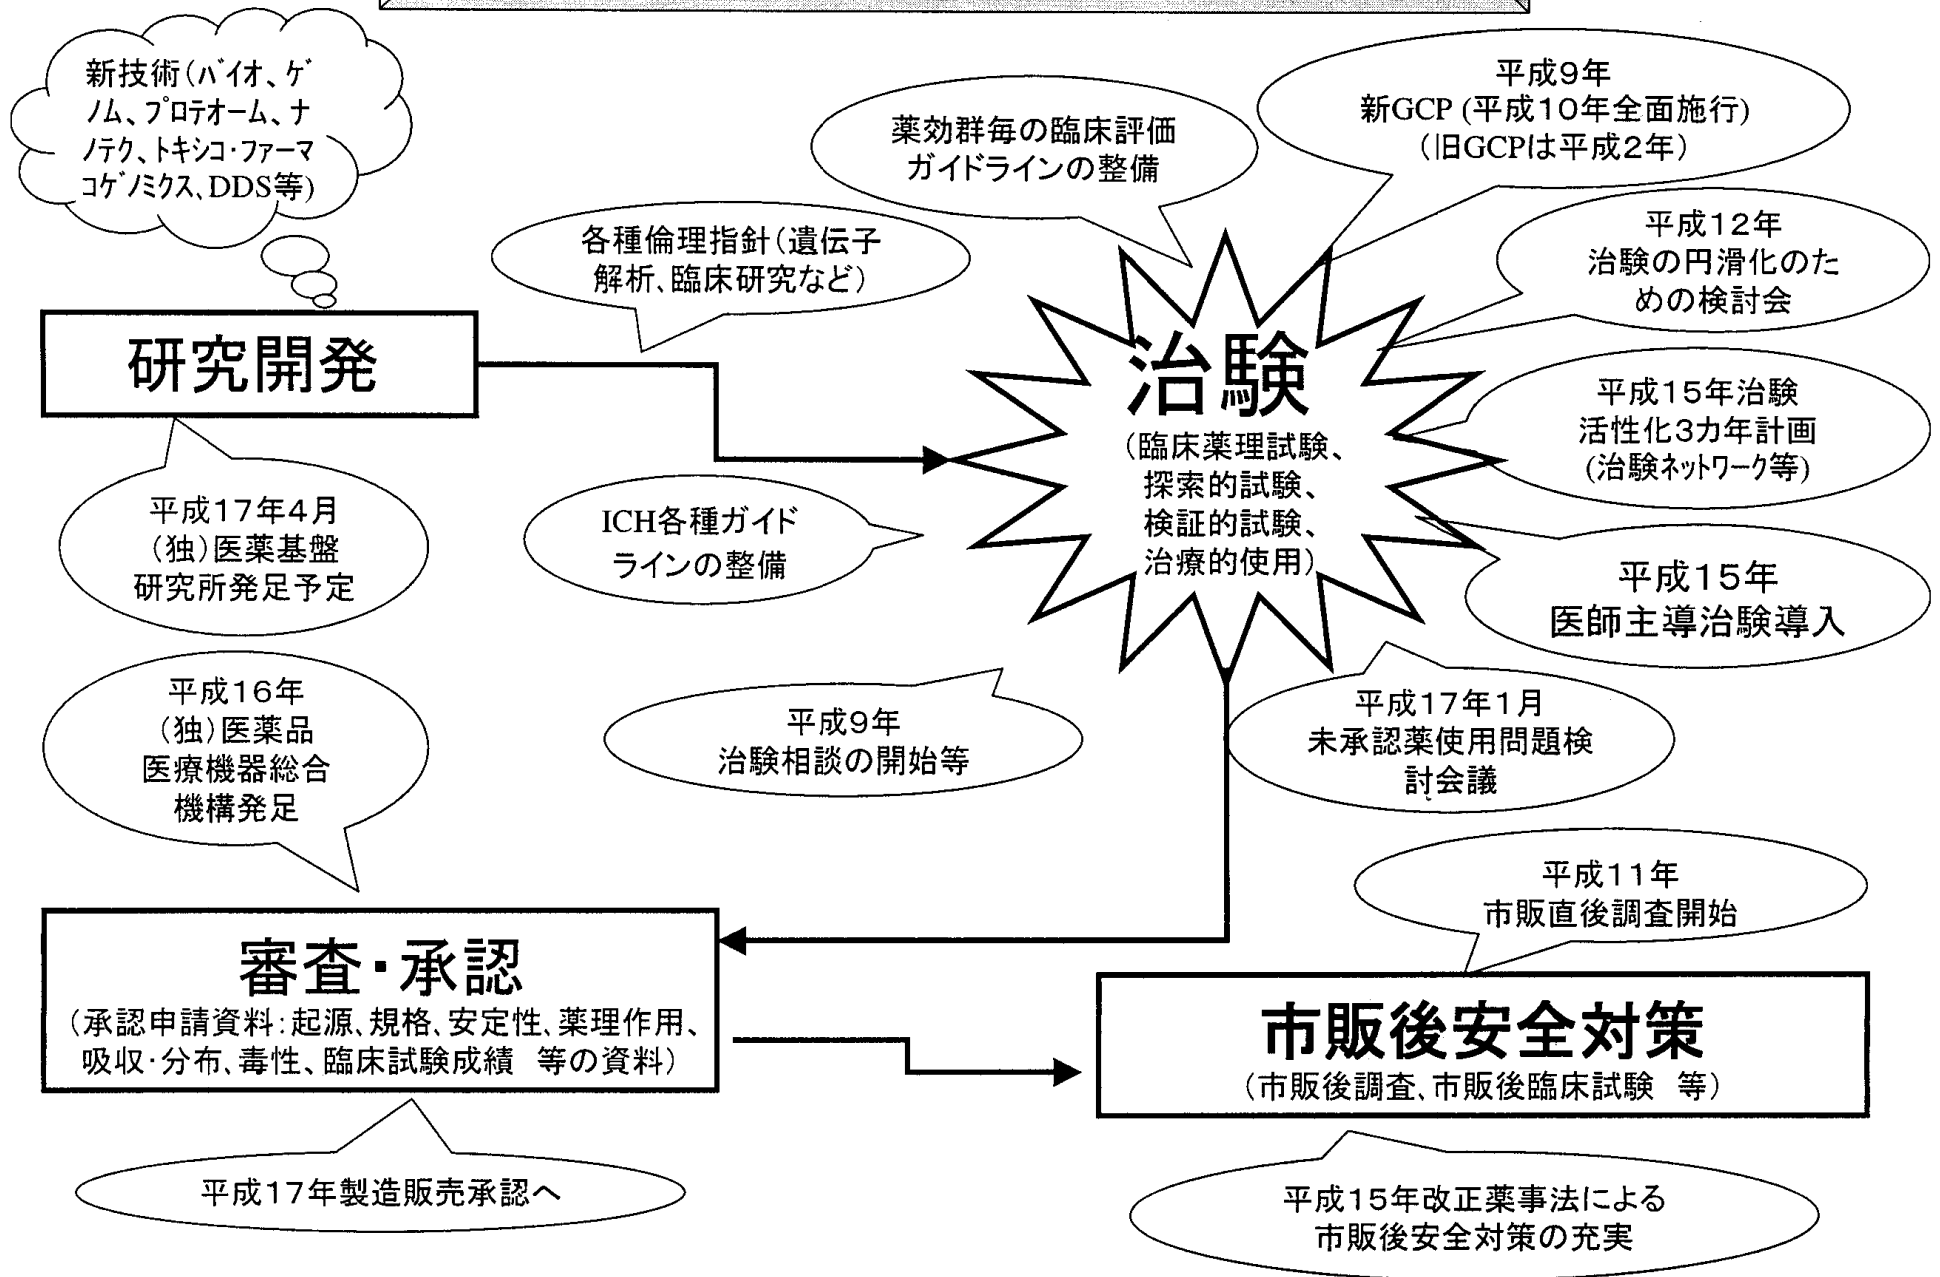 新技術(バイオ、ゲ
ノム、プロテオーム、ナ
ノテク、トキシコ・ファーマ
コゲノミクス、DDS等)
薬効群毎の臨床評価
ガイドラインの整備
平成9年
新GCP (平成10年全面施行)
(旧GCPは平成2年)
各種倫理指針(遺伝子
解析、臨床研究など)
平成12年
治験の円滑化のた
めの検討会
研究開発
治験
(臨床薬理試験、
探索的試験、
検証的試験、
治療的使用)
平成15年治験
活性化3カ年計画
(治験ネットワーク等)
平成17年4月
(独)医薬基盤
研究所発足予定
ICH各種ガイド
ラインの整備
平成15年
医師主導治験導入
平成16年
(独)医薬品
医療機器総合
機構発足
平成9年
治験相談の開始等
平成17年1月
未承認薬使用問題検
討会議
平成11年
市販直後調査開始
審査・承認
(承認申請資料:起源、規格、安定性、薬理作用、
吸収・分布、毒性、臨床試験成績 等の資料)
市販後安全対策
(市販後調査、市販後臨床試験 等)
平成17年製造販売承認へ
平成15年改正薬事法による
市販後安全対策の充実